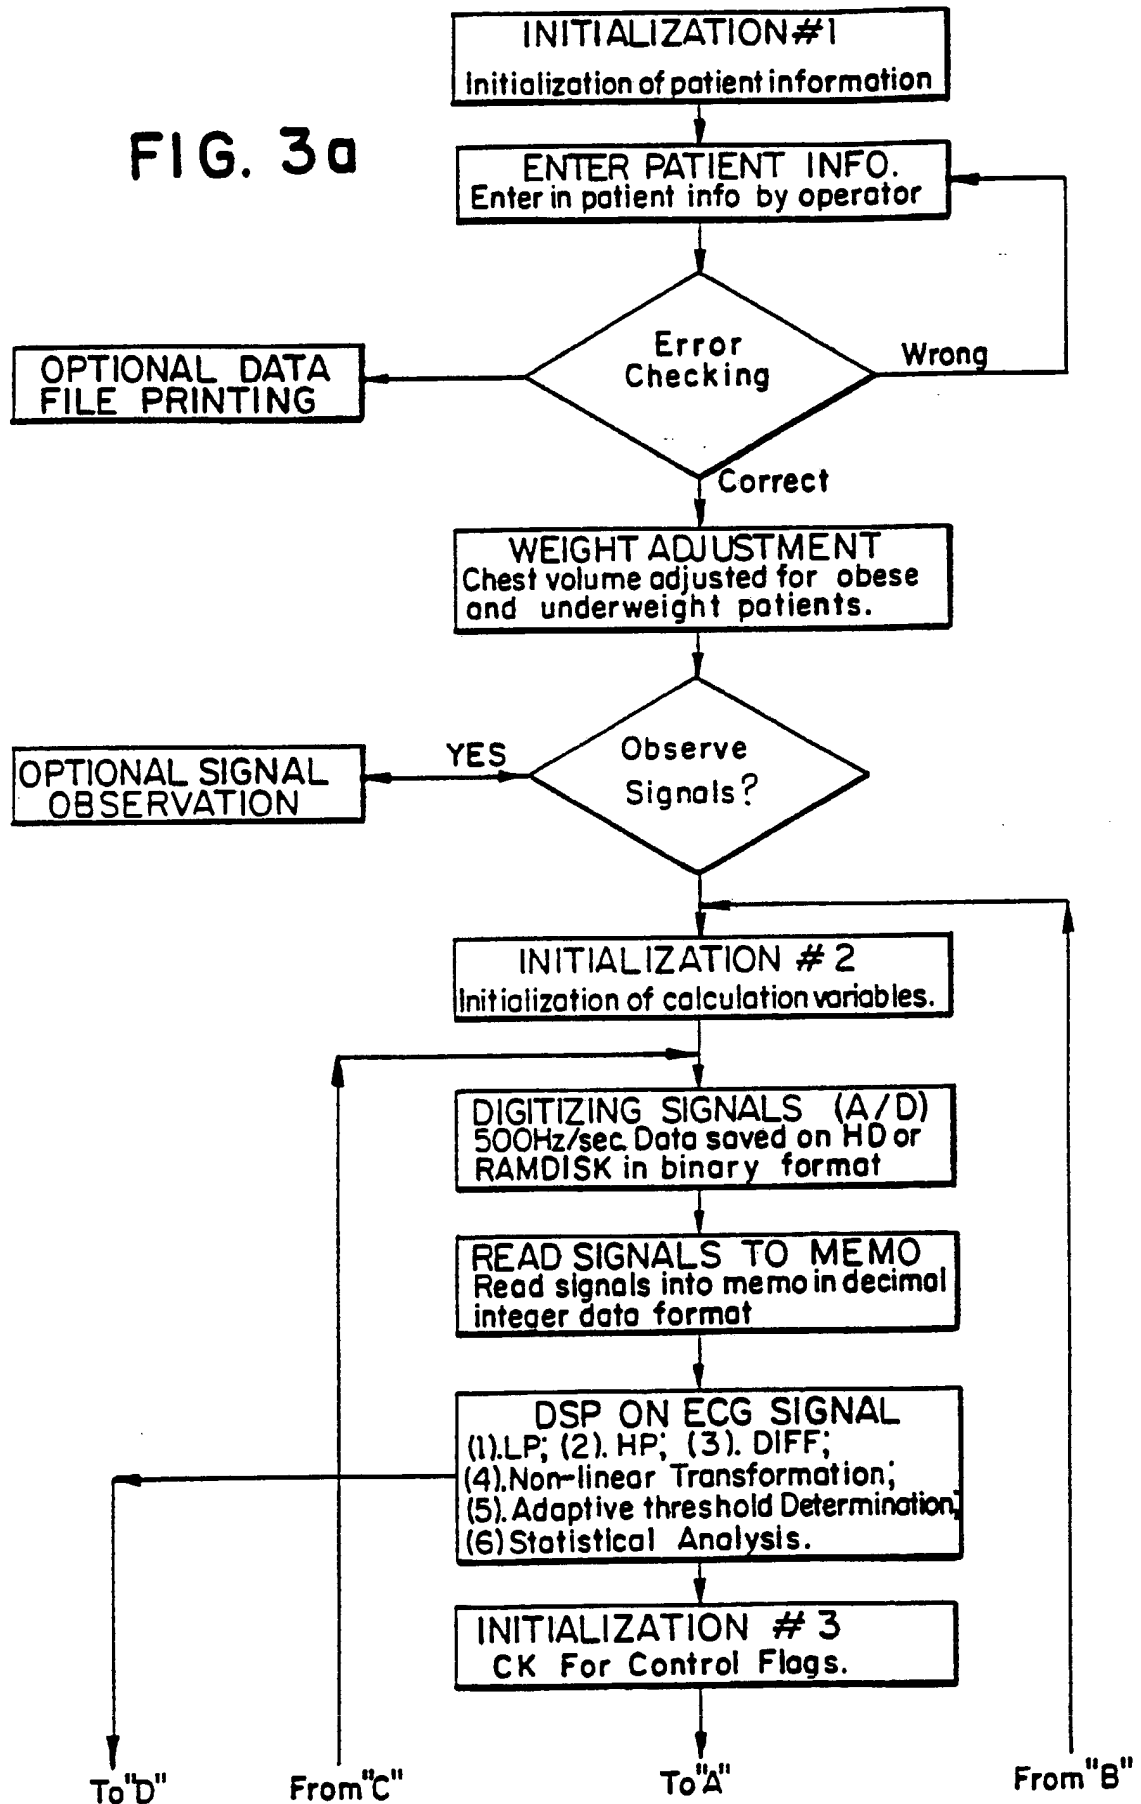 INITIALIZATION #1
Initialization of patient information
FIG. 3a
ENTER PATIENT INFO.
Enter in patient info by operator
Error
Checking
Wrong
OPTIONAL DATA
FILE PRINTING
Correct
WEIGHT ADJUSTMENT
Chest volume adjusted for obese
and underweight patients.
Observe
Signals?
YES
OPTIONAL SIGNAL
OBSERVATION
INITIALIZATION #2
Initialization of calculation variables.
DIGITIZING SIGNALS (A/D)
500Hz/sec. Data saved on HD or
RAMDISK in binary format
READ SIGNALS TO MEMO
Read signals into memo in decimal
integer data format
DSP ON ECG SIGNAL
(1).LP; (2). HP; (3). DIFF;
(4).Non-linear Transformation;
(5). Adaptive threshold Determination;
(6) Statistical Analysis.
INITIALIZATION #3
CK For Control Flags.
To"D"
From"C"
To"A"
From"B"